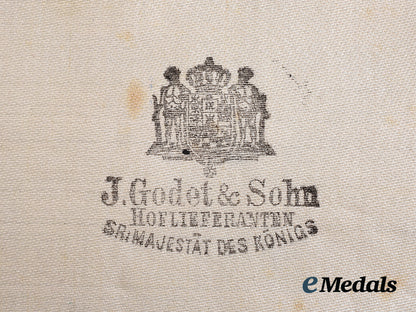 J. Godet & Sohn
HOFLIEFERANTEN
SR. MAJESTÄT DES KÖNIGS
eMedals